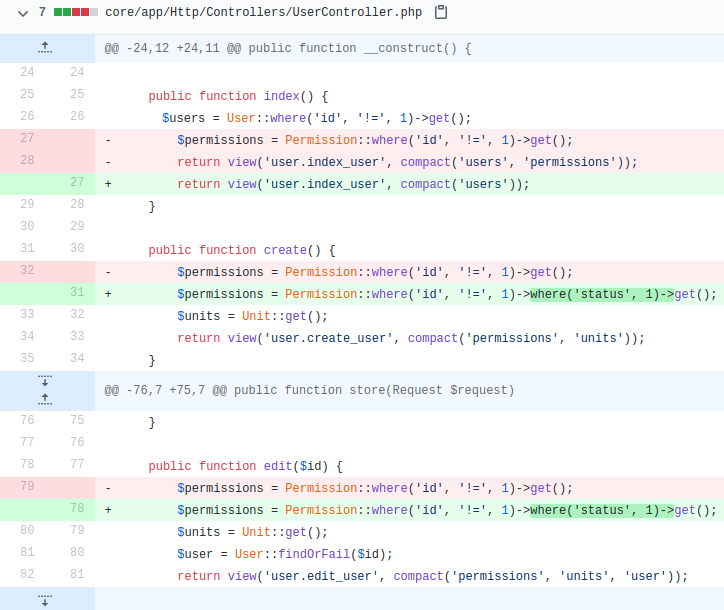 7 core/app/Http/Controllers/UserController.php
@@ -24,12 +24,11 @@ public function __construct() {
24 24
25 25 public function index() {
26 26 $users = User::where('id', '!=', 1)->get();
27 - $permissions = Permission::where('id', '!=', 1)->get();
28 - return view('user.index_user', compact('users', 'permissions'));
27 + return view('user.index_user', compact('users'));
29 28 }
30 29
31 30 public function create() {
32 - $permissions = Permission::where('id', '!=', 1)->get();
31 + $permissions = Permission::where('id', '!=', 1)->where('status', 1)->get();
33 32 $units = Unit::get();
34 33 return view('user.create_user', compact('permissions', 'units'));
35 34 }
@@ -76,7 +75,7 @@ public function store(Request $request)
76 75 }
77 76
78 77 public function edit($id) {
79 - $permissions = Permission::where('id', '!=', 1)->get();
78 + $permissions = Permission::where('id', '!=', 1)->where('status', 1)->get();
80 79 $units = Unit::get();
81 80 $user = User::findOrFail($id);
82 81 return view('user.edit_user', compact('permissions', 'units', 'user'));